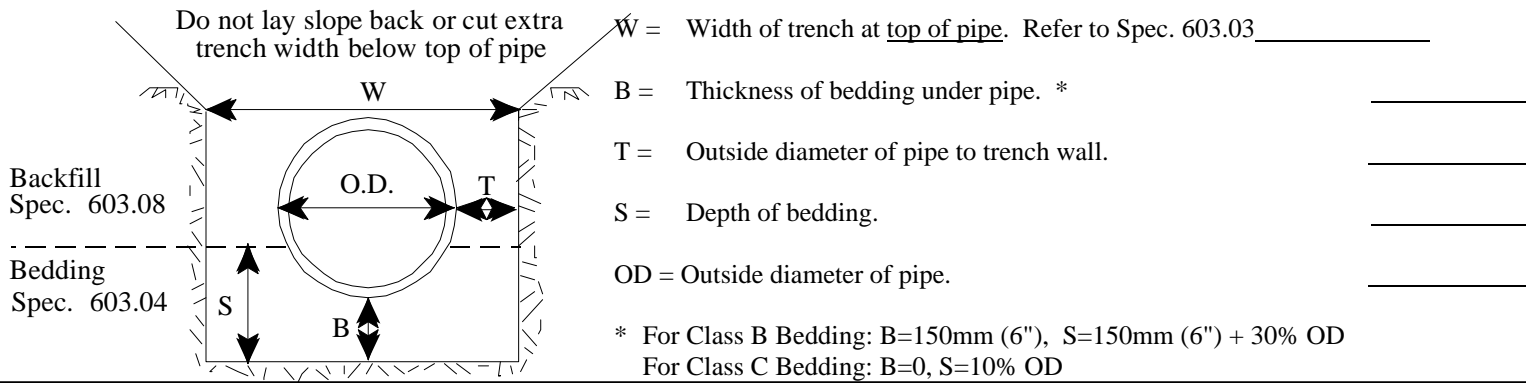 Do not lay slope back or cut extra
trench width below top of pipe
W
O.D.
T
Backfill
Spec. 603.08
Bedding
Spec. 603.04
S
B
W = Width of trench at top of pipe. Refer to Spec. 603.03
B = Thickness of bedding under pipe. *
T = Outside diameter of pipe to trench wall.
S = Depth of bedding.
OD = Outside diameter of pipe.
* For Class B Bedding: B=150mm (6"), S=150mm (6") + 30% OD
For Class C Bedding: B=0, S=10% OD